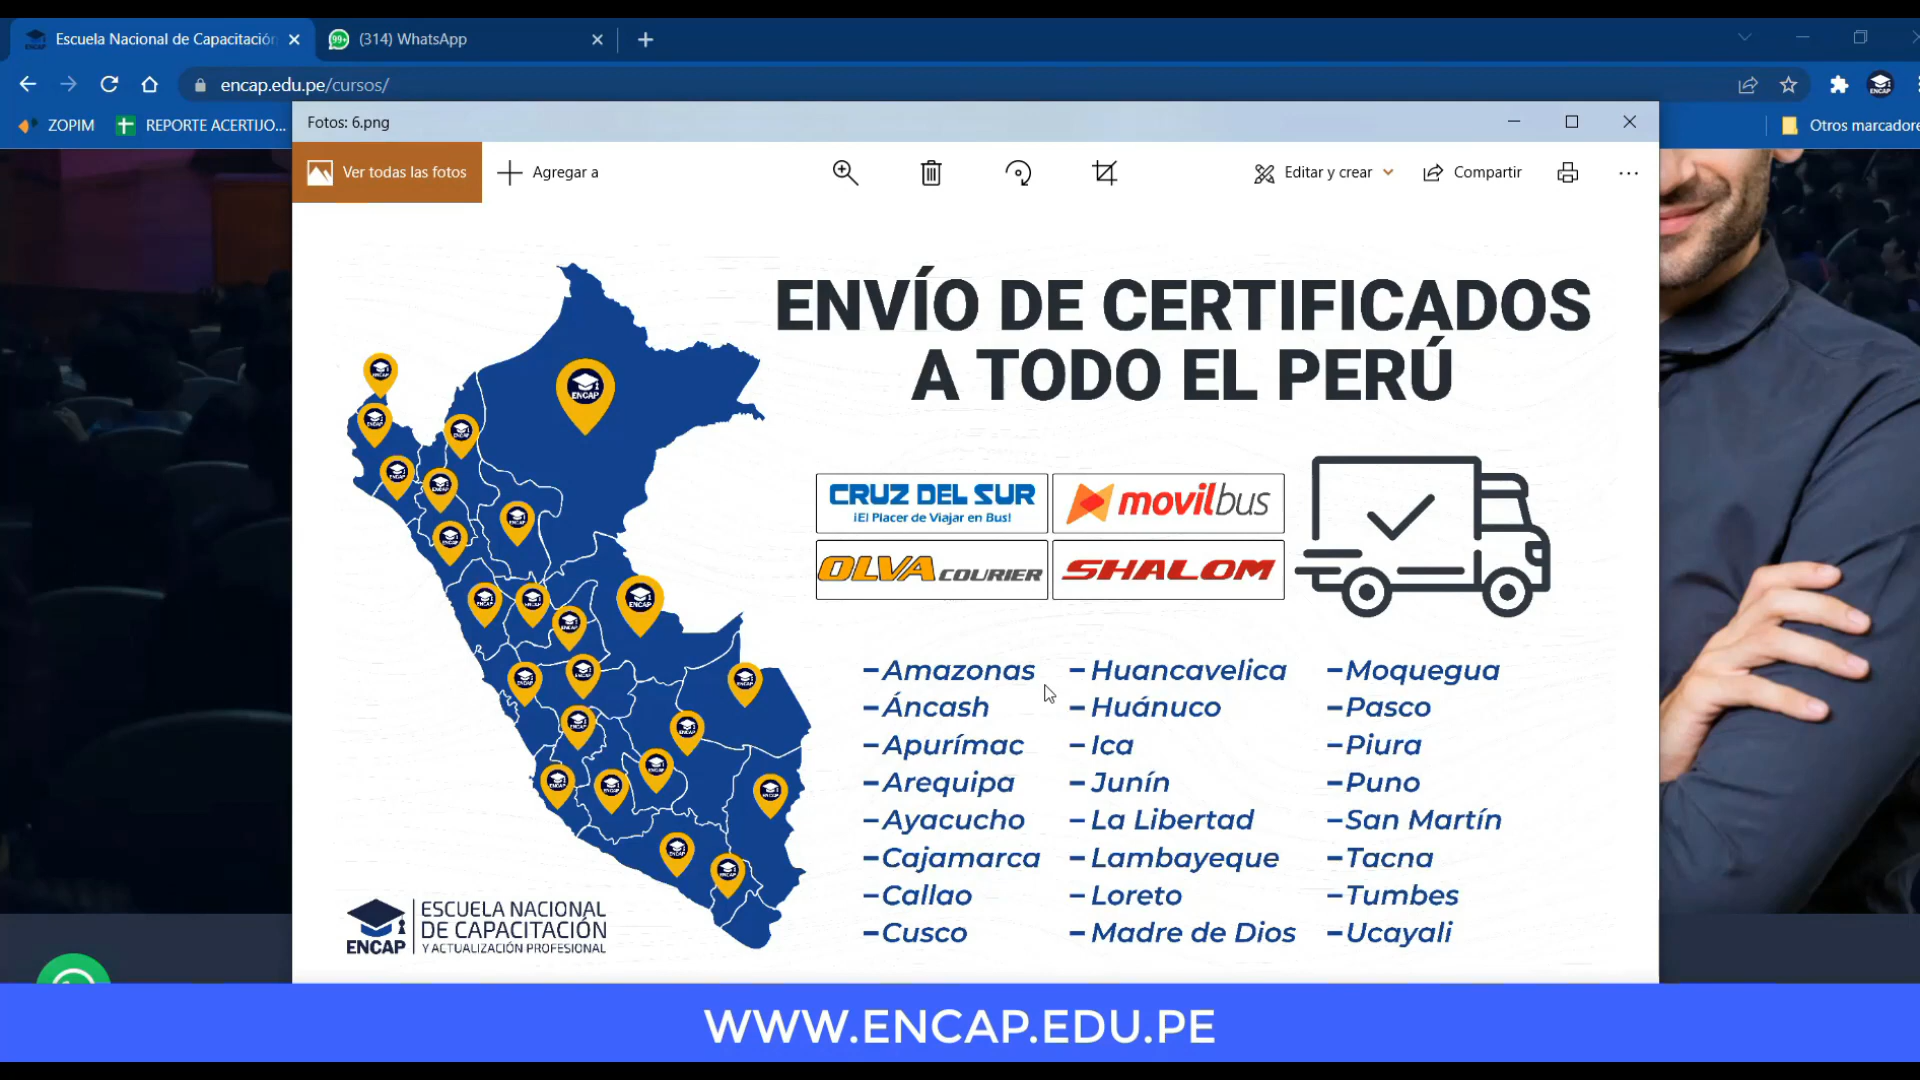 Escuela Nacional de Capacitación
(314) WhatsApp
99+
encap.edu.pe/cursos/
ENCAP
ZOPIM
REPORTE ACERTIJO...
Otros marcadore
Fotos: 6.png
Ver todas las fotos
Agregar a
Editar y crear
Compartir
ENVÍO DE CERTIFICADOS
A TODO EL PERÚ
ENCAP
CRUZ DEL SUR
¡El Placer de Viajar en Bus!
movilbus
OLVA COURIER
SHALOM
-Amazonas
-Áncash
-Apurímac
-Arequipa
-Ayacucho
-Cajamarca
-Callao
-Cusco
-Huancavelica
-Huánuco
-Ica
-Junín
-La Libertad
-Lambayeque
-Loreto
-Madre de Dios
-Moquegua
-Pasco
-Piura
-Puno
-San Martín
-Tacna
-Tumbes
-Ucayali
ENCAP
ESCUELA NACIONAL
DE CAPACITACIÓN
Y ACTUALIZACIÓN PROFESIONAL
WWW.ENCAP.EDU.PE